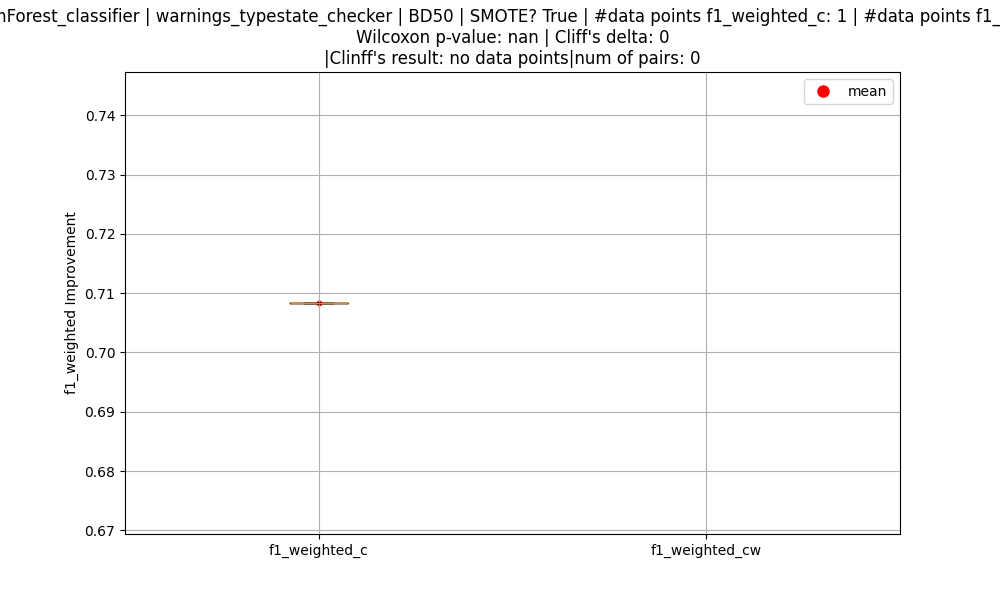 nForest_classifier | warnings_typestate_checker | BD50 | SMOTE? True | #data points f1_weighted_c: 1 | #data points f1_
Wilcoxon p-value: nan | Cliff's delta: 0
|Clinff's result: no data points|num of pairs: 0
mean
0.74
0.73
0.72
0.71
0.70
0.69
0.68
0.67
f1_weighted Improvement
f1_weighted_c
f1_weighted_cw